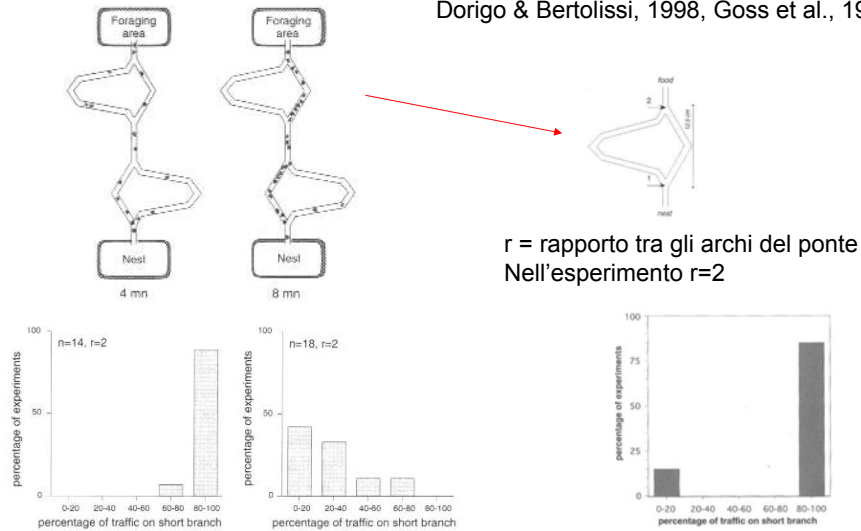 Dorigo & Bertolissi, 1998, Goss et al., 19
Foraging
area
Foraging
area
Nest
Nest
4 mn
8 mn
food
2
12.5 cm
1
nest
r = rapporto tra gli archi del ponte
Nell'esperimento r=2
percentage of experiments
100
50
0
n=14, r=2
0-20 20-40 40-60 60-80 80-100
percentage of traffic on short branch
percentage of experiments
100
50
0
n=18, r=2
0-20 20-40 40-60 60-80 80-100
percentage of traffic on short branch
percentage of experiments
100
75
50
25
0
0-20 20-40 40-60 60-80 80-100
percentage of traffic on short branch